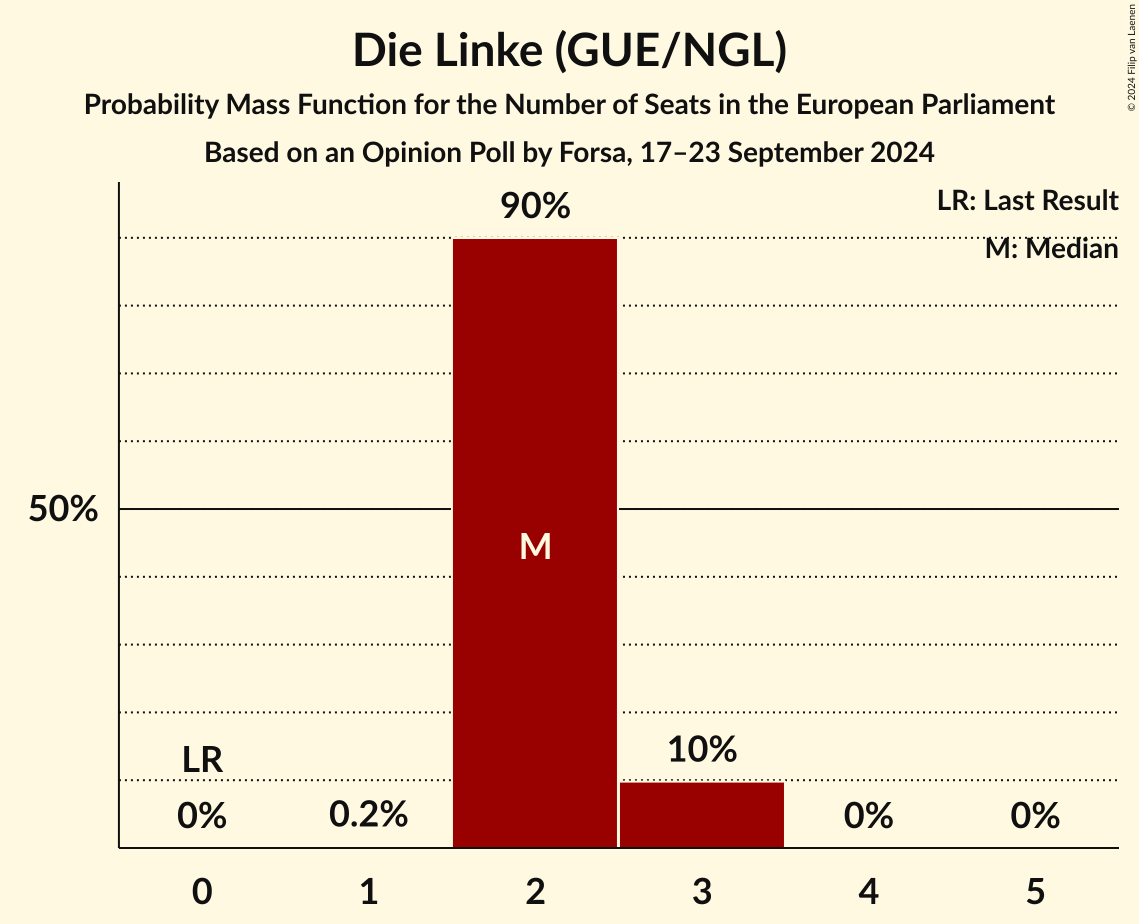 Die Linke (GUE/NGL)
Probability Mass Function for the Number of Seats in the European Parliament
Based on an Opinion Poll by Forsa, 17–23 September 2024
© 2024 Filip van Laenen
LR: Last Result
M: Median
90%
50%
M
LR
10%
0%
0.2%
0%
0%
0
1
2
3
4
5